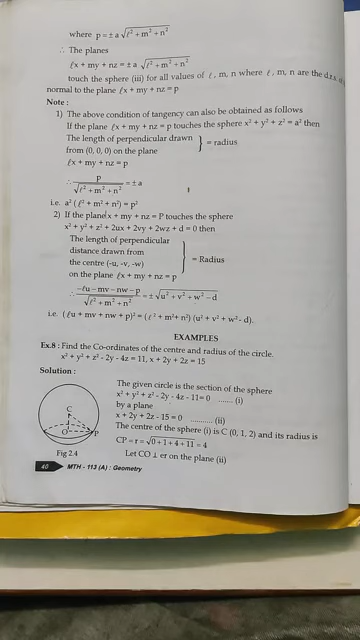 where p = ± a √ℓ² + m² + n²
∴ The planes
ℓx + my + nz = ± a √ℓ² + m² + n²
touch the sphere (iii) for all values of ℓ, m, n where ℓ, m, n are the d.r.s. of
normal to the plane ℓx + my + nz = p
Note :
1) The above condition of tangency can also be obtained as follows
If the plane ℓx + my + nz = p touches the sphere x² + y² + z² = a² then
The length of perpendicular drawn
from (0, 0, 0) on the plane } = radius
ℓx + my + nz = p
∴ p / √ℓ² + m² + n² = ± a
i.e. a² (ℓ² + m² + n²) = p²
2) If the plane ℓx + my + nz = P touches the sphere
x² + y² + z² + 2ux + 2vy + 2wz + d = 0 then
The length of perpendicular
distance drawn from
the centre (-u, -v, -w) } = Radius
on the plane ℓx + my + nz = p
∴ -ℓu - mv - nw - p / √ℓ² + m² + n² = ± √u² + v² + w² - d
i.e. (ℓu + mv + nw + p)² = (ℓ² + m² + n²) (u² + v² + w² - d).
EXAMPLES
Ex.8 : Find the Co-ordinates of the centre and radius of the circle.
x² + y² + z² - 2y - 4z = 11, x + 2y + 2z = 15
Solution :
The given circle is the section of the sphere
x² + y² + z² - 2y - 4z - 11 = 0 ........ (i)
by a plane
x + 2y + 2z - 15 = 0 ........... (ii)
The centre of the sphere (i) is C (0, 1, 2) and its radius is
CP = r = √0 + 1 + 4 + 11 = 4
Let CO ⊥ er on the plane (ii)
C
r
O
P
Fig 2.4
40 MTH - 113 (A) : Geometry